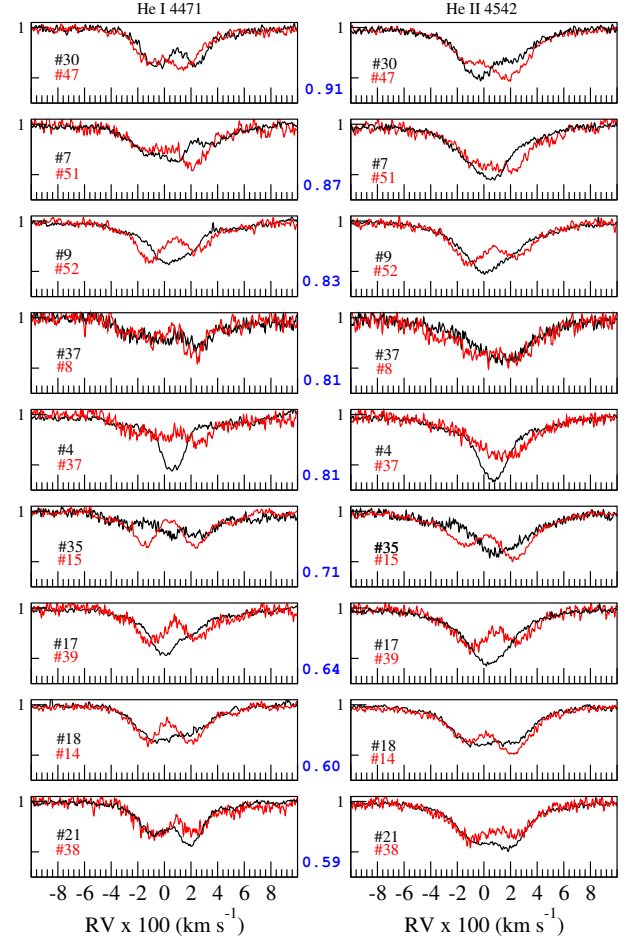 He I 4471 He II 4542
1 #30 #47 0.91 1 #30 #47
1 #7 #51 0.87 1 #7 #51
1 #9 #52 0.83 1 #9 #52
1 #37 #8 0.81 1 #37 #8
1 #4 #37 0.81 1 #4 #37
1 #35 #15 0.71 1 #35 #15
1 #17 #39 0.64 1 #17 #39
1 #18 #14 0.60 1 #18 #14
1 #21 #38 0.59 1 #21 #38
-8 -6 -4 -2 0 2 4 6 8 -8 -6 -4 -2 0 2 4 6 8
RV x 100 (km s⁻¹) RV x 100 (km s⁻¹)